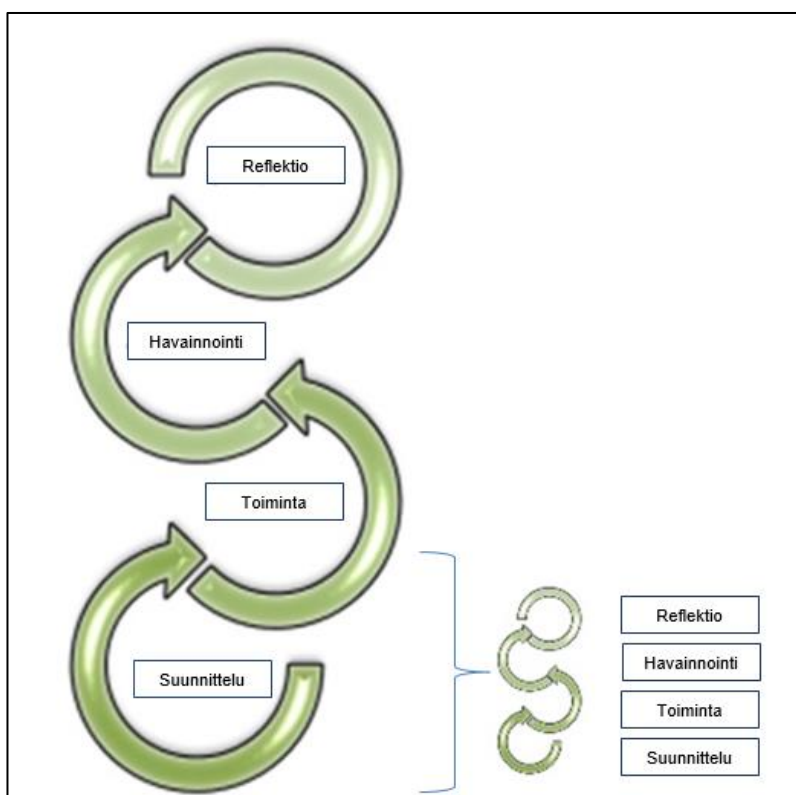 Reflektio
Havainnointi
Toiminta
Suunnittelu
Reflektio
Havainnointi
Toiminta
Suunnittelu